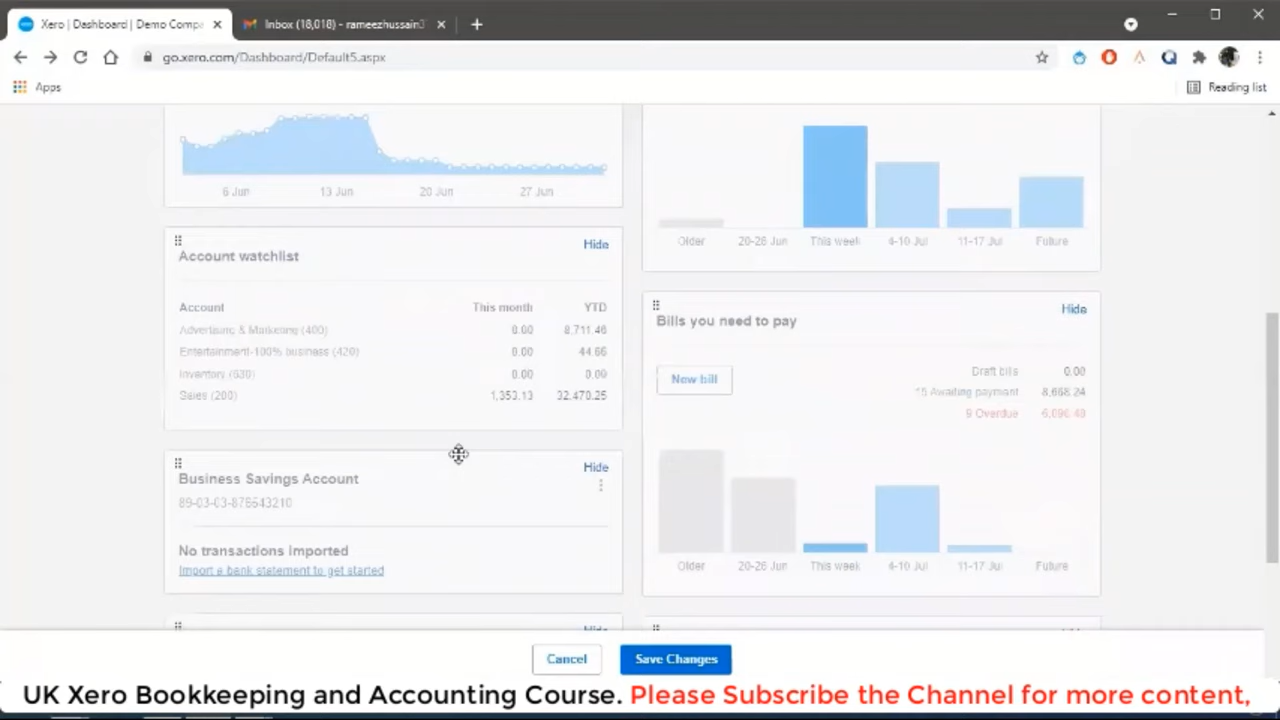 Xero | Dashboard | Demo Compa
Inbox (18,018) - rameezhussain3
go.xero.com/Dashboard/Default5.aspx
Apps
Reading list
6 Jun 13 Jun 20 Jun 27 Jun
Older 20-26 Jun This week 4-10 Jul 11-17 Jul Future
Hide
Account watchlist
Account This month YTD
Advertising & Marketing (400) 0.00 8,711.46
Entertainment-100% business (420) 0.00 44.66
Inventory (630) 0.00 0.00
Sales (200) 1,353.13 32,470.25
Hide
Bills you need to pay
New bill
Draft bills 0.00
15 Awaiting payment 8,668.24
9 Overdue 6,096.49
Older 20-26 Jun This week 4-10 Jul 11-17 Jul Future
Hide
Business Savings Account
No transactions imported
Import a bank statement to get started
Cancel
Save Changes
UK Xero Bookkeeping and Accounting Course. Please Subscribe the Channel for more content,